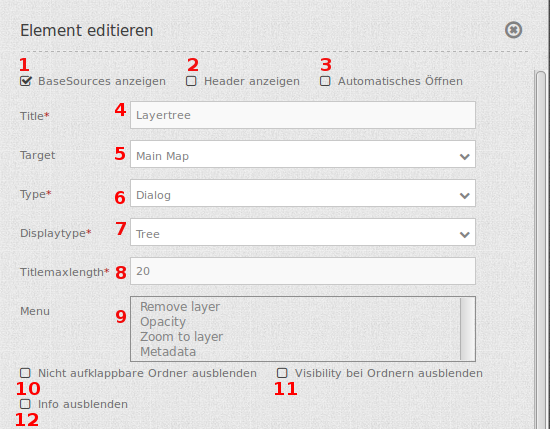 Element editieren
1 2 3
BaseSources anzeigen Header anzeigen Automatisches Öffnen
Title* 4 Layertree
Target 5 Main Map
Type* 6 Dialog
Displaytype* 7 Tree
Titlemaxlength* 8 20
Menu 9 Remove layer
Opacity
Zoom to layer
Metadata
Nicht aufklappbare Ordner ausblenden Visibility bei Ordnern ausblenden
10 11
Info ausblenden
12